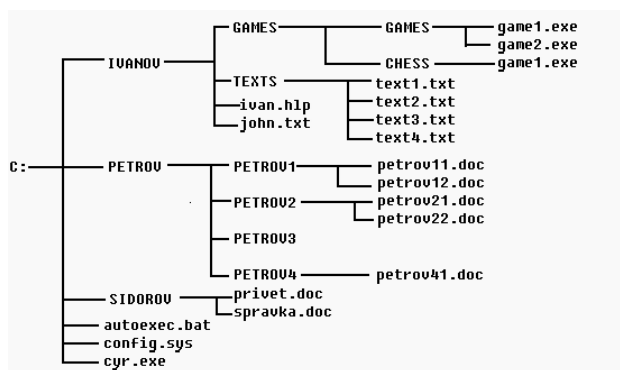 GAMES GAMES game1.exe
game2.exe
IVANOV CHESS game1.exe
TEXTS text1.txt
text2.txt
ivan.hlp
text3.txt
john.txt
text4.txt
C: PETROV PETROV1 petrov11.doc
petrov12.doc
PETROV2 petrov21.doc
petrov22.doc
PETROV3
PETROV4 petrov41.doc
SIDOROV privet.doc
spravka.doc
autoexec.bat
config.sys
cyr.exe